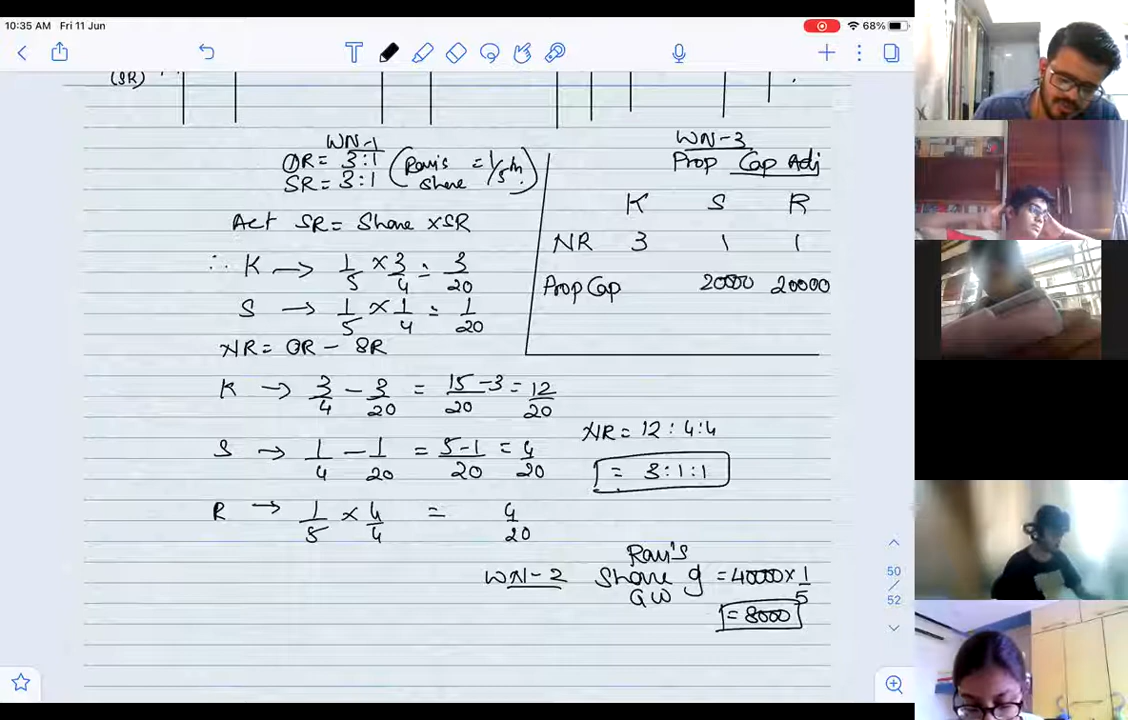 10:35 AM Fri 11 Jun
68%
T
(SR)
WN-1
OR = 3:1
SR = 3:1
(Ravi's Share = 1/5th)
Act SR = Share × SR
∴ K → 1/5 × 3/4 = 3/20
S → 1/5 × 1/4 = 1/20
NR = OR - SR
K → 3/4 - 3/20 = 15-3/20 = 12/20
S → 1/4 - 1/20 = 5-1/20 = 4/20
R → 1/5 × 4/4 = 4/20
NR = 12:4:4
= 3:1:1
WN-2 Ravi's Share of GW = 40000 × 1/5
= 8000
WN-3
Prop Cap Adj
K S R
NR 3 1 1
Prop Cap 20000 20000
50
/
52